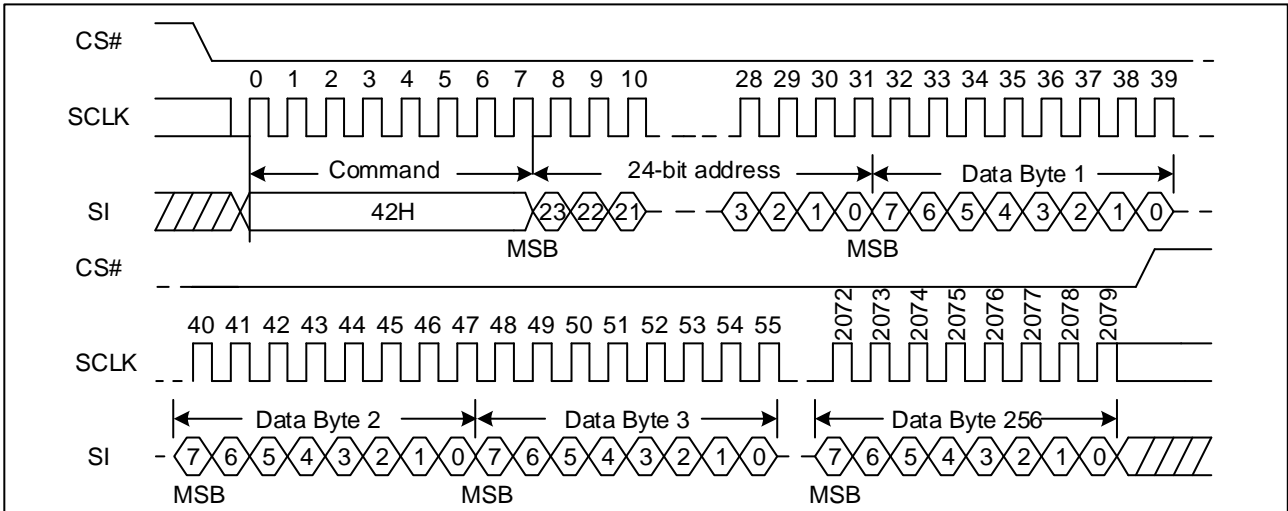 CS#
0 1 2 3 4 5 6 7 8 9 10 28 29 30 31 32 33 34 35 36 37 38 39
SCLK
Command 24-bit address Data Byte 1
SI 42H 23 22 21 3 2 1 0 7 6 5 4 3 2 1 0
MSB MSB
CS#
40 41 42 43 44 45 46 47 48 49 50 51 52 53 54 55 2072 2073 2074 2075 2076 2077 2078 2079
SCLK
Data Byte 2 Data Byte 3 Data Byte 256
SI 7 6 5 4 3 2 1 0 7 6 5 4 3 2 1 0 7 6 5 4 3 2 1 0
MSB MSB MSB